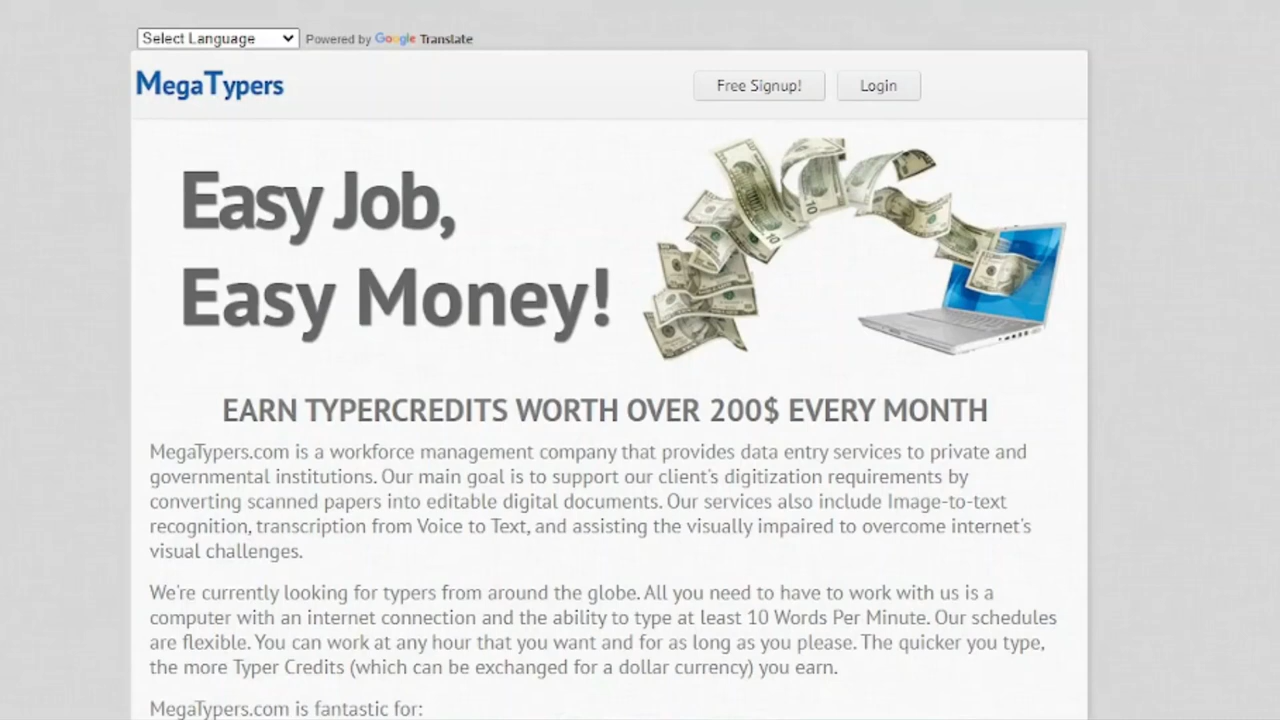 Select Language Powered by Google Translate
MegaTypers Free Signup! Login
Easy Job,
Easy Money!
EARN TYPERCREDITS WORTH OVER 200$ EVERY MONTH
MegaTypers.com is a workforce management company that provides data entry services to private and
governmental institutions. Our main goal is to support our client's digitization requirements by
converting scanned papers into editable digital documents. Our services also include Image-to-text
recognition, transcription from Voice to Text, and assisting the visually impaired to overcome internet's
visual challenges.
We're currently looking for typers from around the globe. All you need to have to work with us is a
computer with an internet connection and the ability to type at least 10 Words Per Minute. Our schedules
are flexible. You can work at any hour that you want and for as long as you please. The quicker you type,
the more Typer Credits (which can be exchanged for a dollar currency) you earn.
MegaTypers.com is fantastic for: